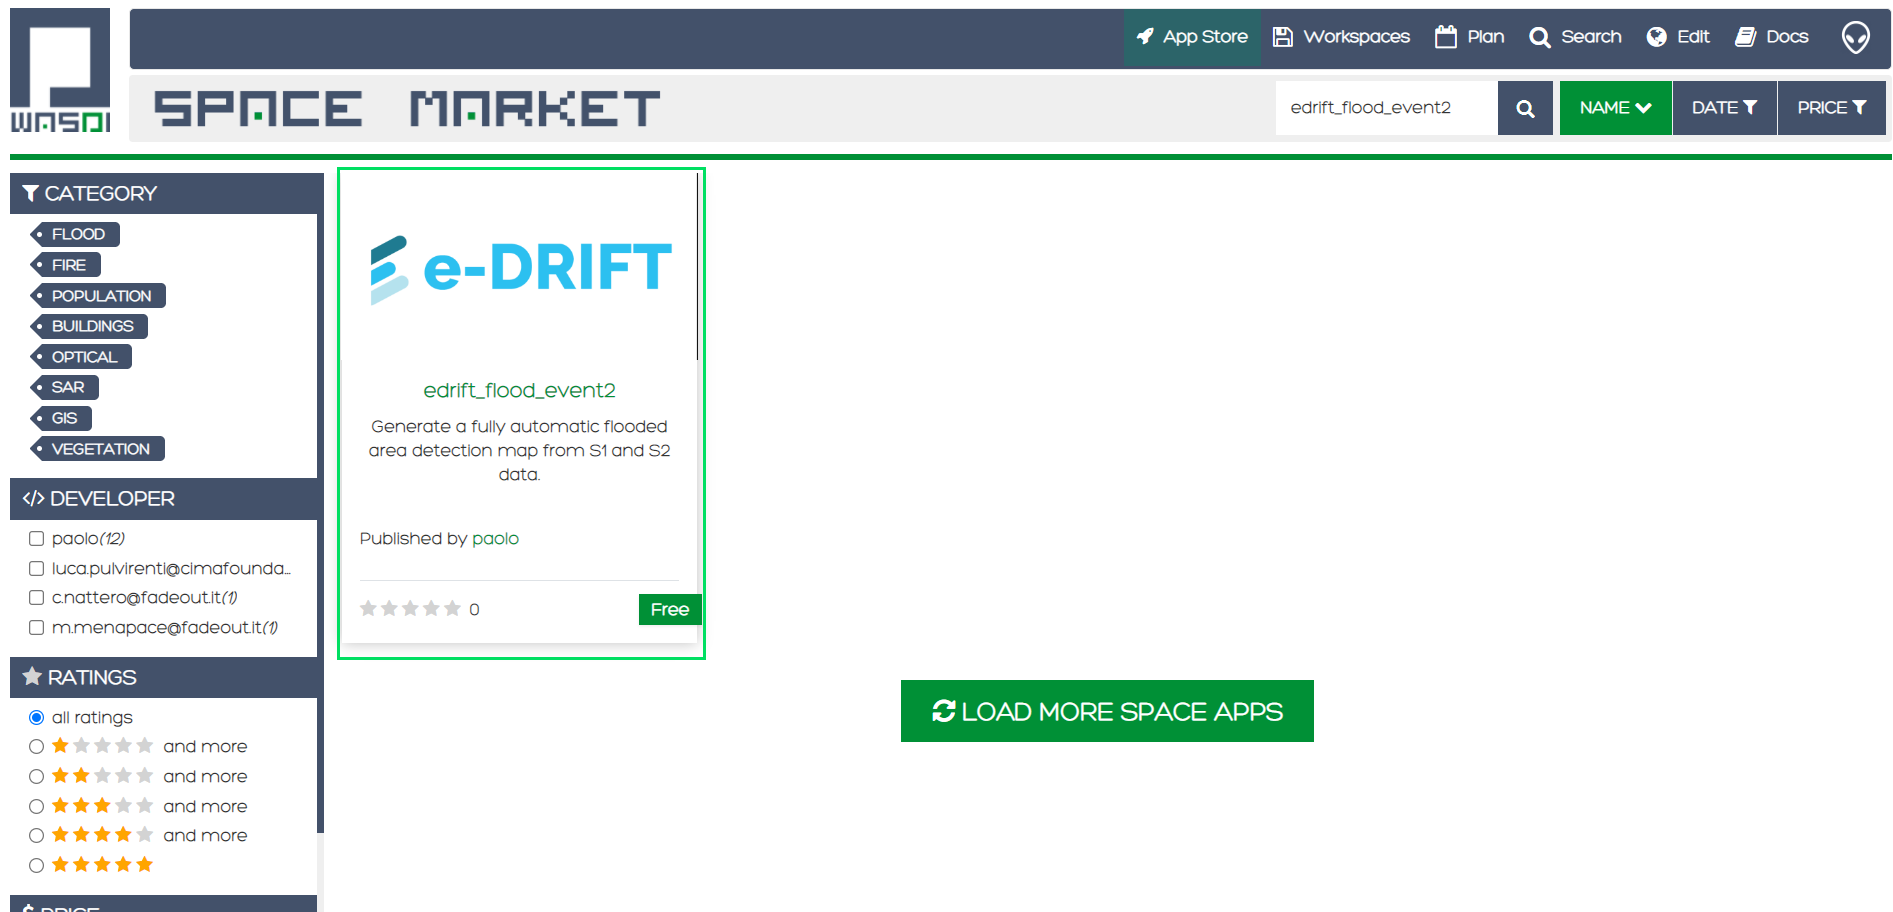 WASDI
App Store
Workspaces
Plan
Search
Edit
Docs
SPACE MARKET
edrift_flood_event2
NAME
DATE
PRICE
CATEGORY
FLOOD
FIRE
POPULATION
BUILDINGS
OPTICAL
SAR
GIS
VEGETATION
</> DEVELOPER
paolo(12)
luca.pulvirenti@cimafounda...
c.nattero@fadeout.it(1)
m.menapace@fadeout.it(1)
RATINGS
all ratings
and more
and more
and more
and more
$ PRICE
e-DRIFT
edrift_flood_event2
Generate a fully automatic flooded
area detection map from S1 and S2
data.
Published by paolo
0
Free
LOAD MORE SPACE APPS